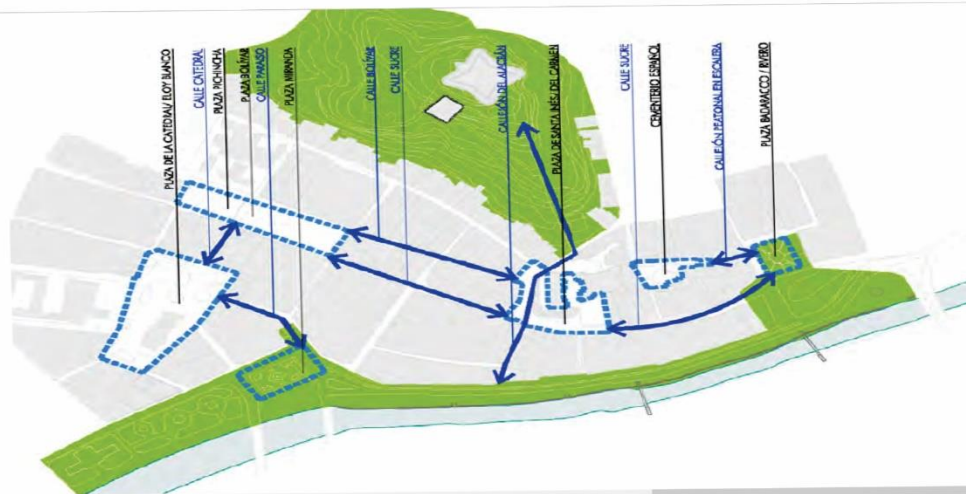 PLAZA DE LA CATEDRAL/ ELOY BLANCO
CALLE CATEDRAL
PLAZA PICHINCHA
PLAZA BOLÍVAR
CALLE PARAISO
PLAZA MIRANDA
CALLE BOLÍVAR
CALLE SUCRE
CALLEJÓN DEL ALACRÁN
PLAZA DE SANTA INÉS/ DEL CARMEN
CALLE SUCRE
CEMENTERIO ESPAÑOL
CALLEJÓN PEATONAL EN ESCALERA
PLAZA BADARACCO / RIVERO